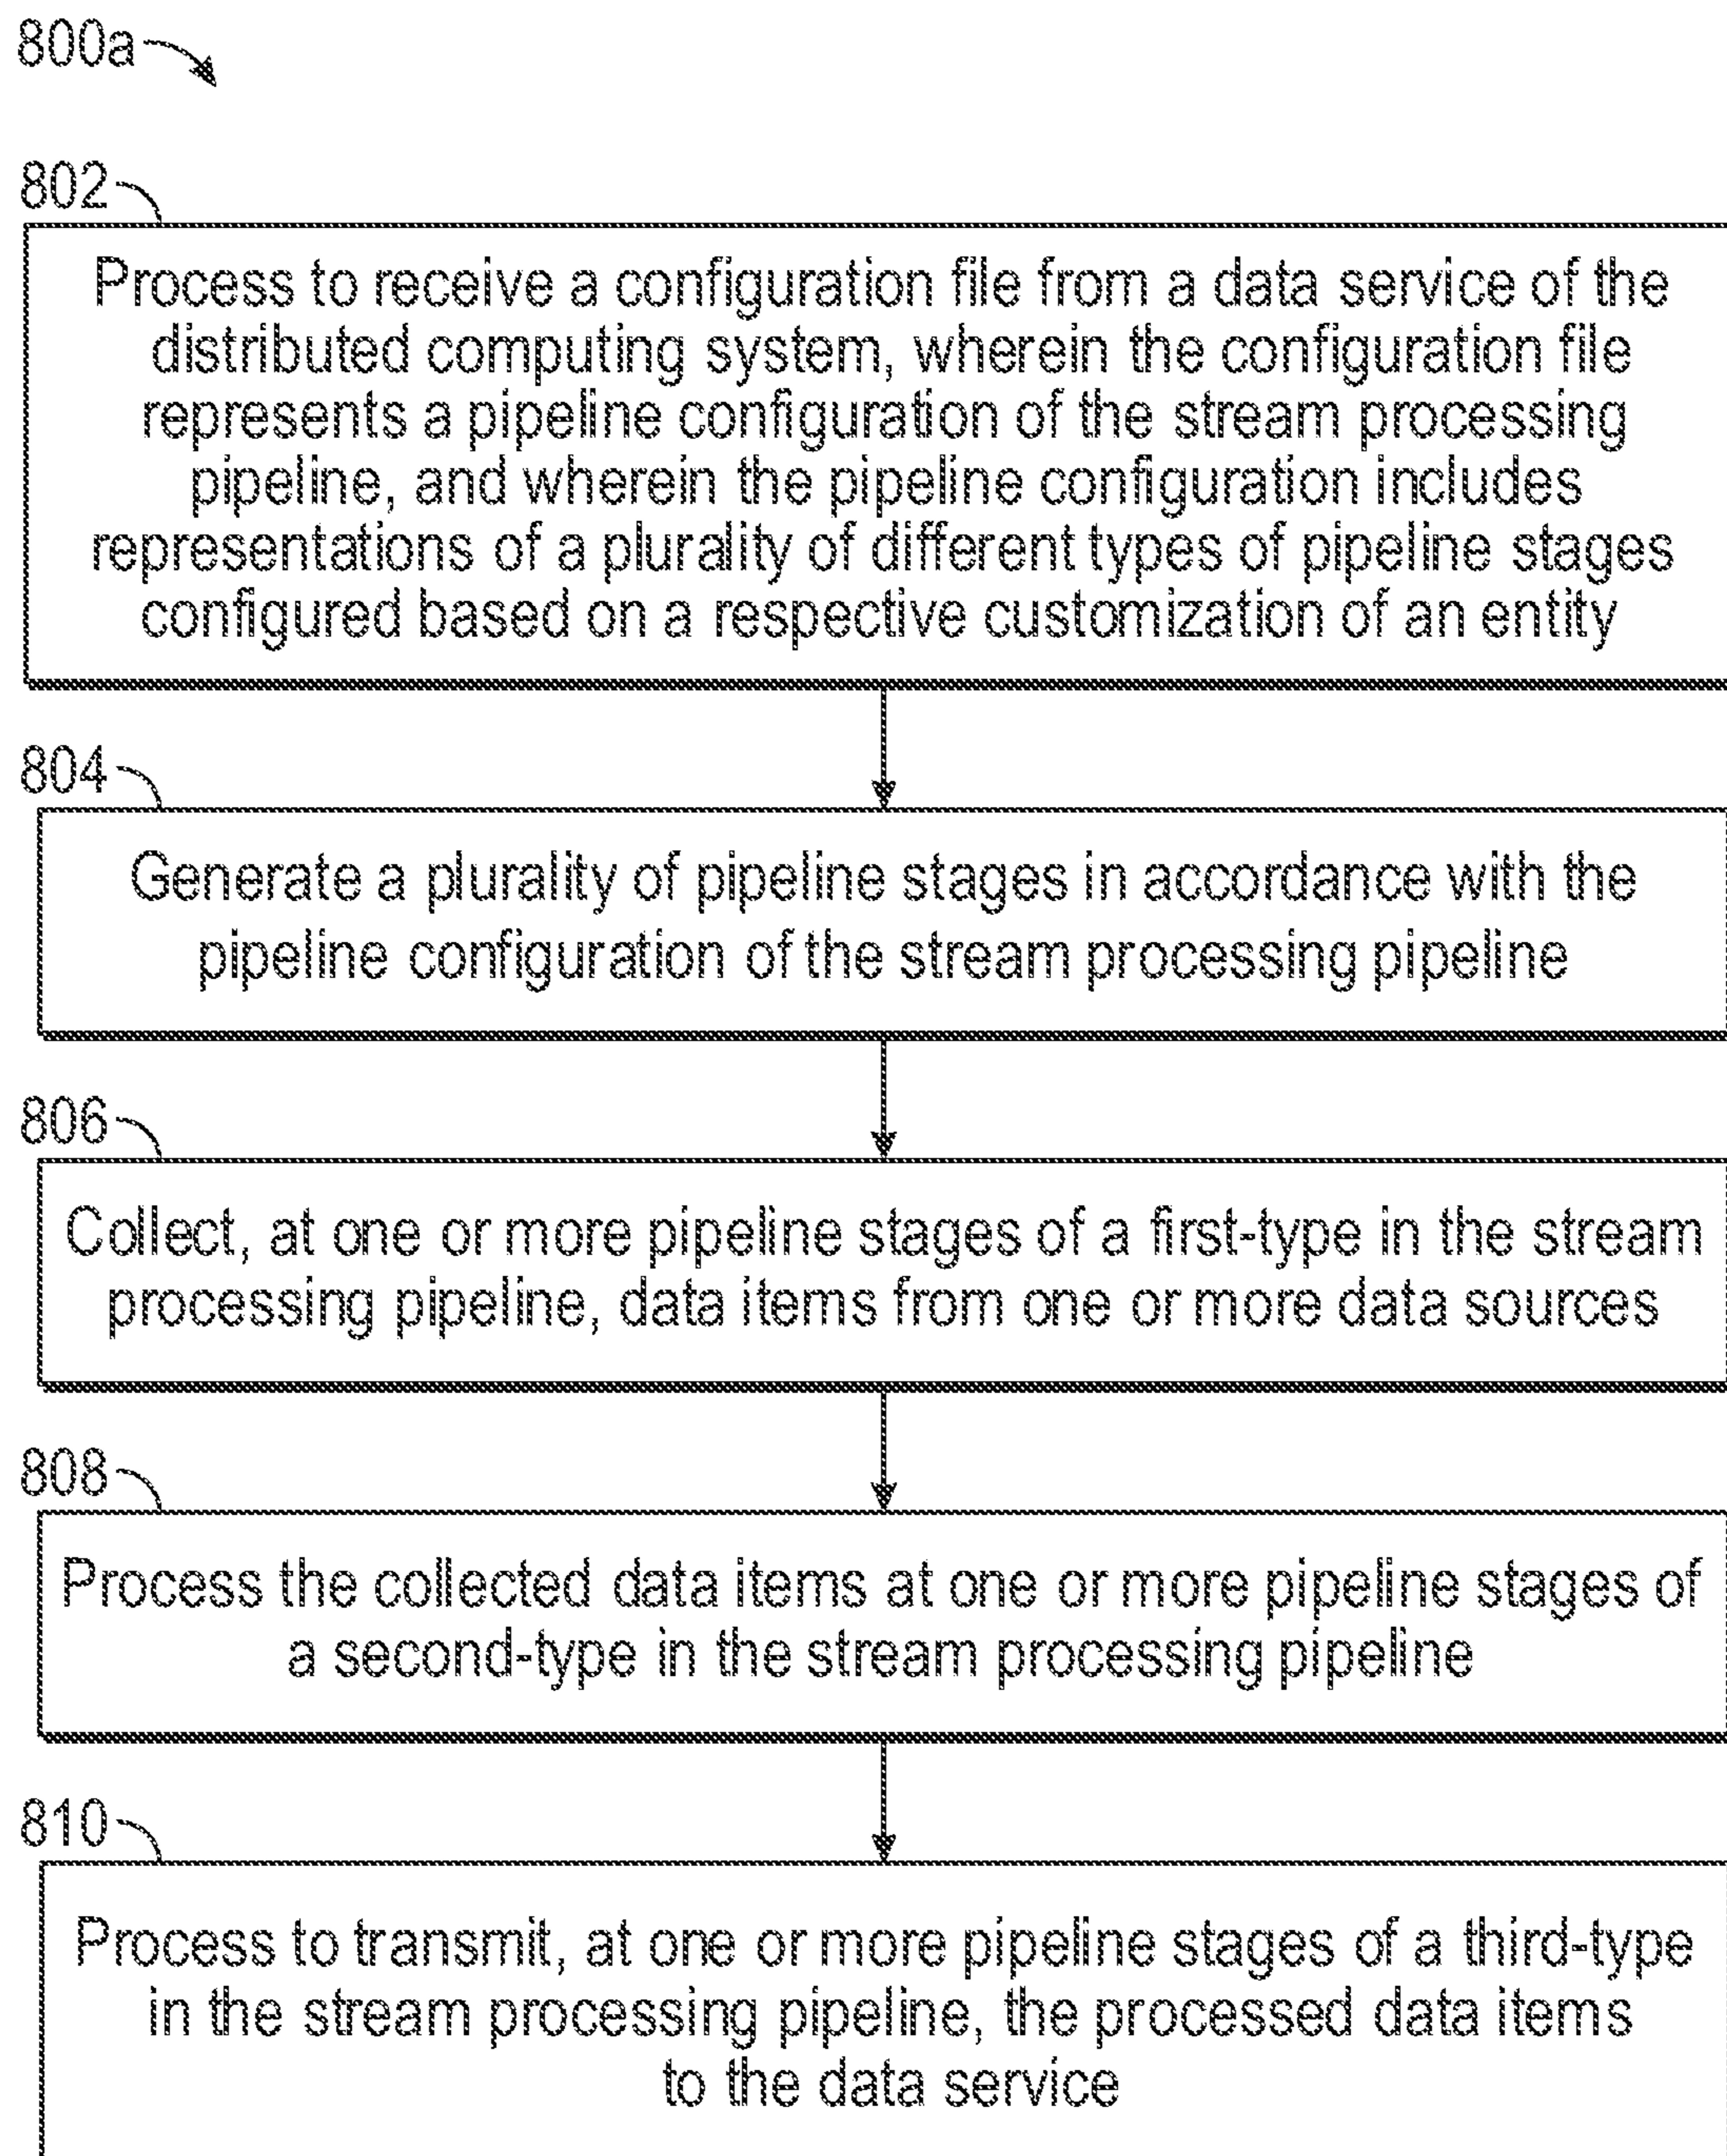 800a
802
Process to receive a configuration file from a data service of the
distributed computing system, wherein the configuration file
represents a pipeline configuration of the stream processing
pipeline, and wherein the pipeline configuration includes
representations of a plurality of different types of pipeline stages
configured based on a respective customization of an entity
804
Generate a plurality of pipeline stages in accordance with the
pipeline configuration of the stream processing pipeline
806
Collect, at one or more pipeline stages of a first-type in the stream
processing pipeline, data items from one or more data sources
808
Process the collected data items at one or more pipeline stages of
a second-type in the stream processing pipeline
810
Process to transmit, at one or more pipeline stages of a third-type
in the stream processing pipeline, the processed data items
to the data service